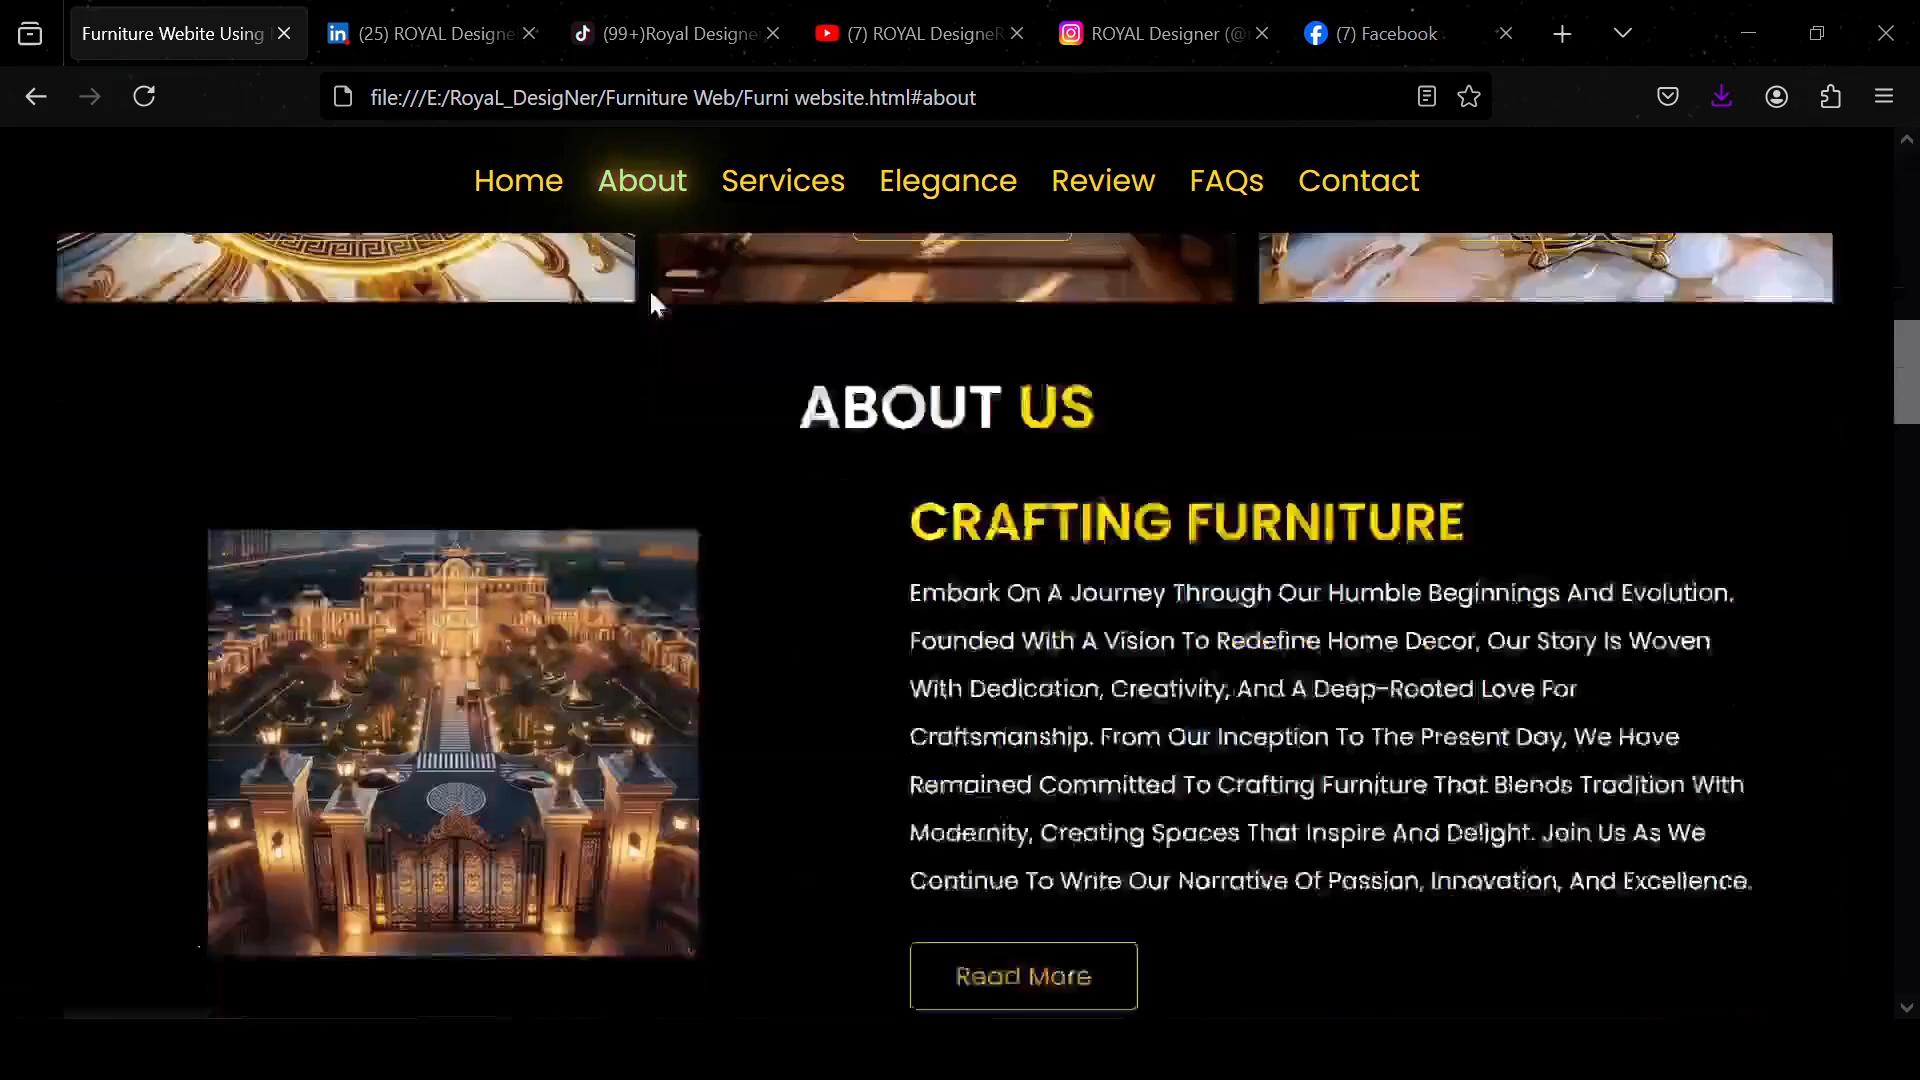 Furniture Webite Using
(25) ROYAL Designe
(99+)Royal Designe
(7) ROYAL DesigneR
ROYAL Designer (@
(7) Facebook
file:///E:/RoyaL_DesigNer/Furniture Web/Furni website.html#about
Home About Services Elegance Review FAQs Contact
ABOUT US
CRAFTING FURNITURE
Embark On A Journey Through Our Humble Beginnings And Evolution.
Founded With A Vision To Redefine Home Decor, Our Story Is Woven
With Dedication, Creativity, And A Deep-Rooted Love For
Craftsmanship. From Our Inception To The Present Day, We Have
Remained Committed To Crafting Furniture That Blends Tradition With
Modernity, Creating Spaces That Inspire And Delight. Join Us As We
Continue To Write Our Narrative Of Passion, Innovation, And Excellence.
Read More